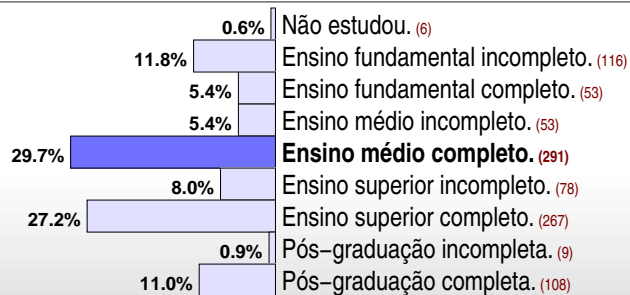 0.6% Não estudou. (6)
11.8% Ensino fundamental incompleto. (116)
5.4% Ensino fundamental completo. (53)
5.4% Ensino médio incompleto. (53)
29.7% Ensino médio completo. (291)
8.0% Ensino superior incompleto. (78)
27.2% Ensino superior completo. (267)
0.9% Pós−graduação incompleta. (9)
11.0% Pós−graduação completa. (108)